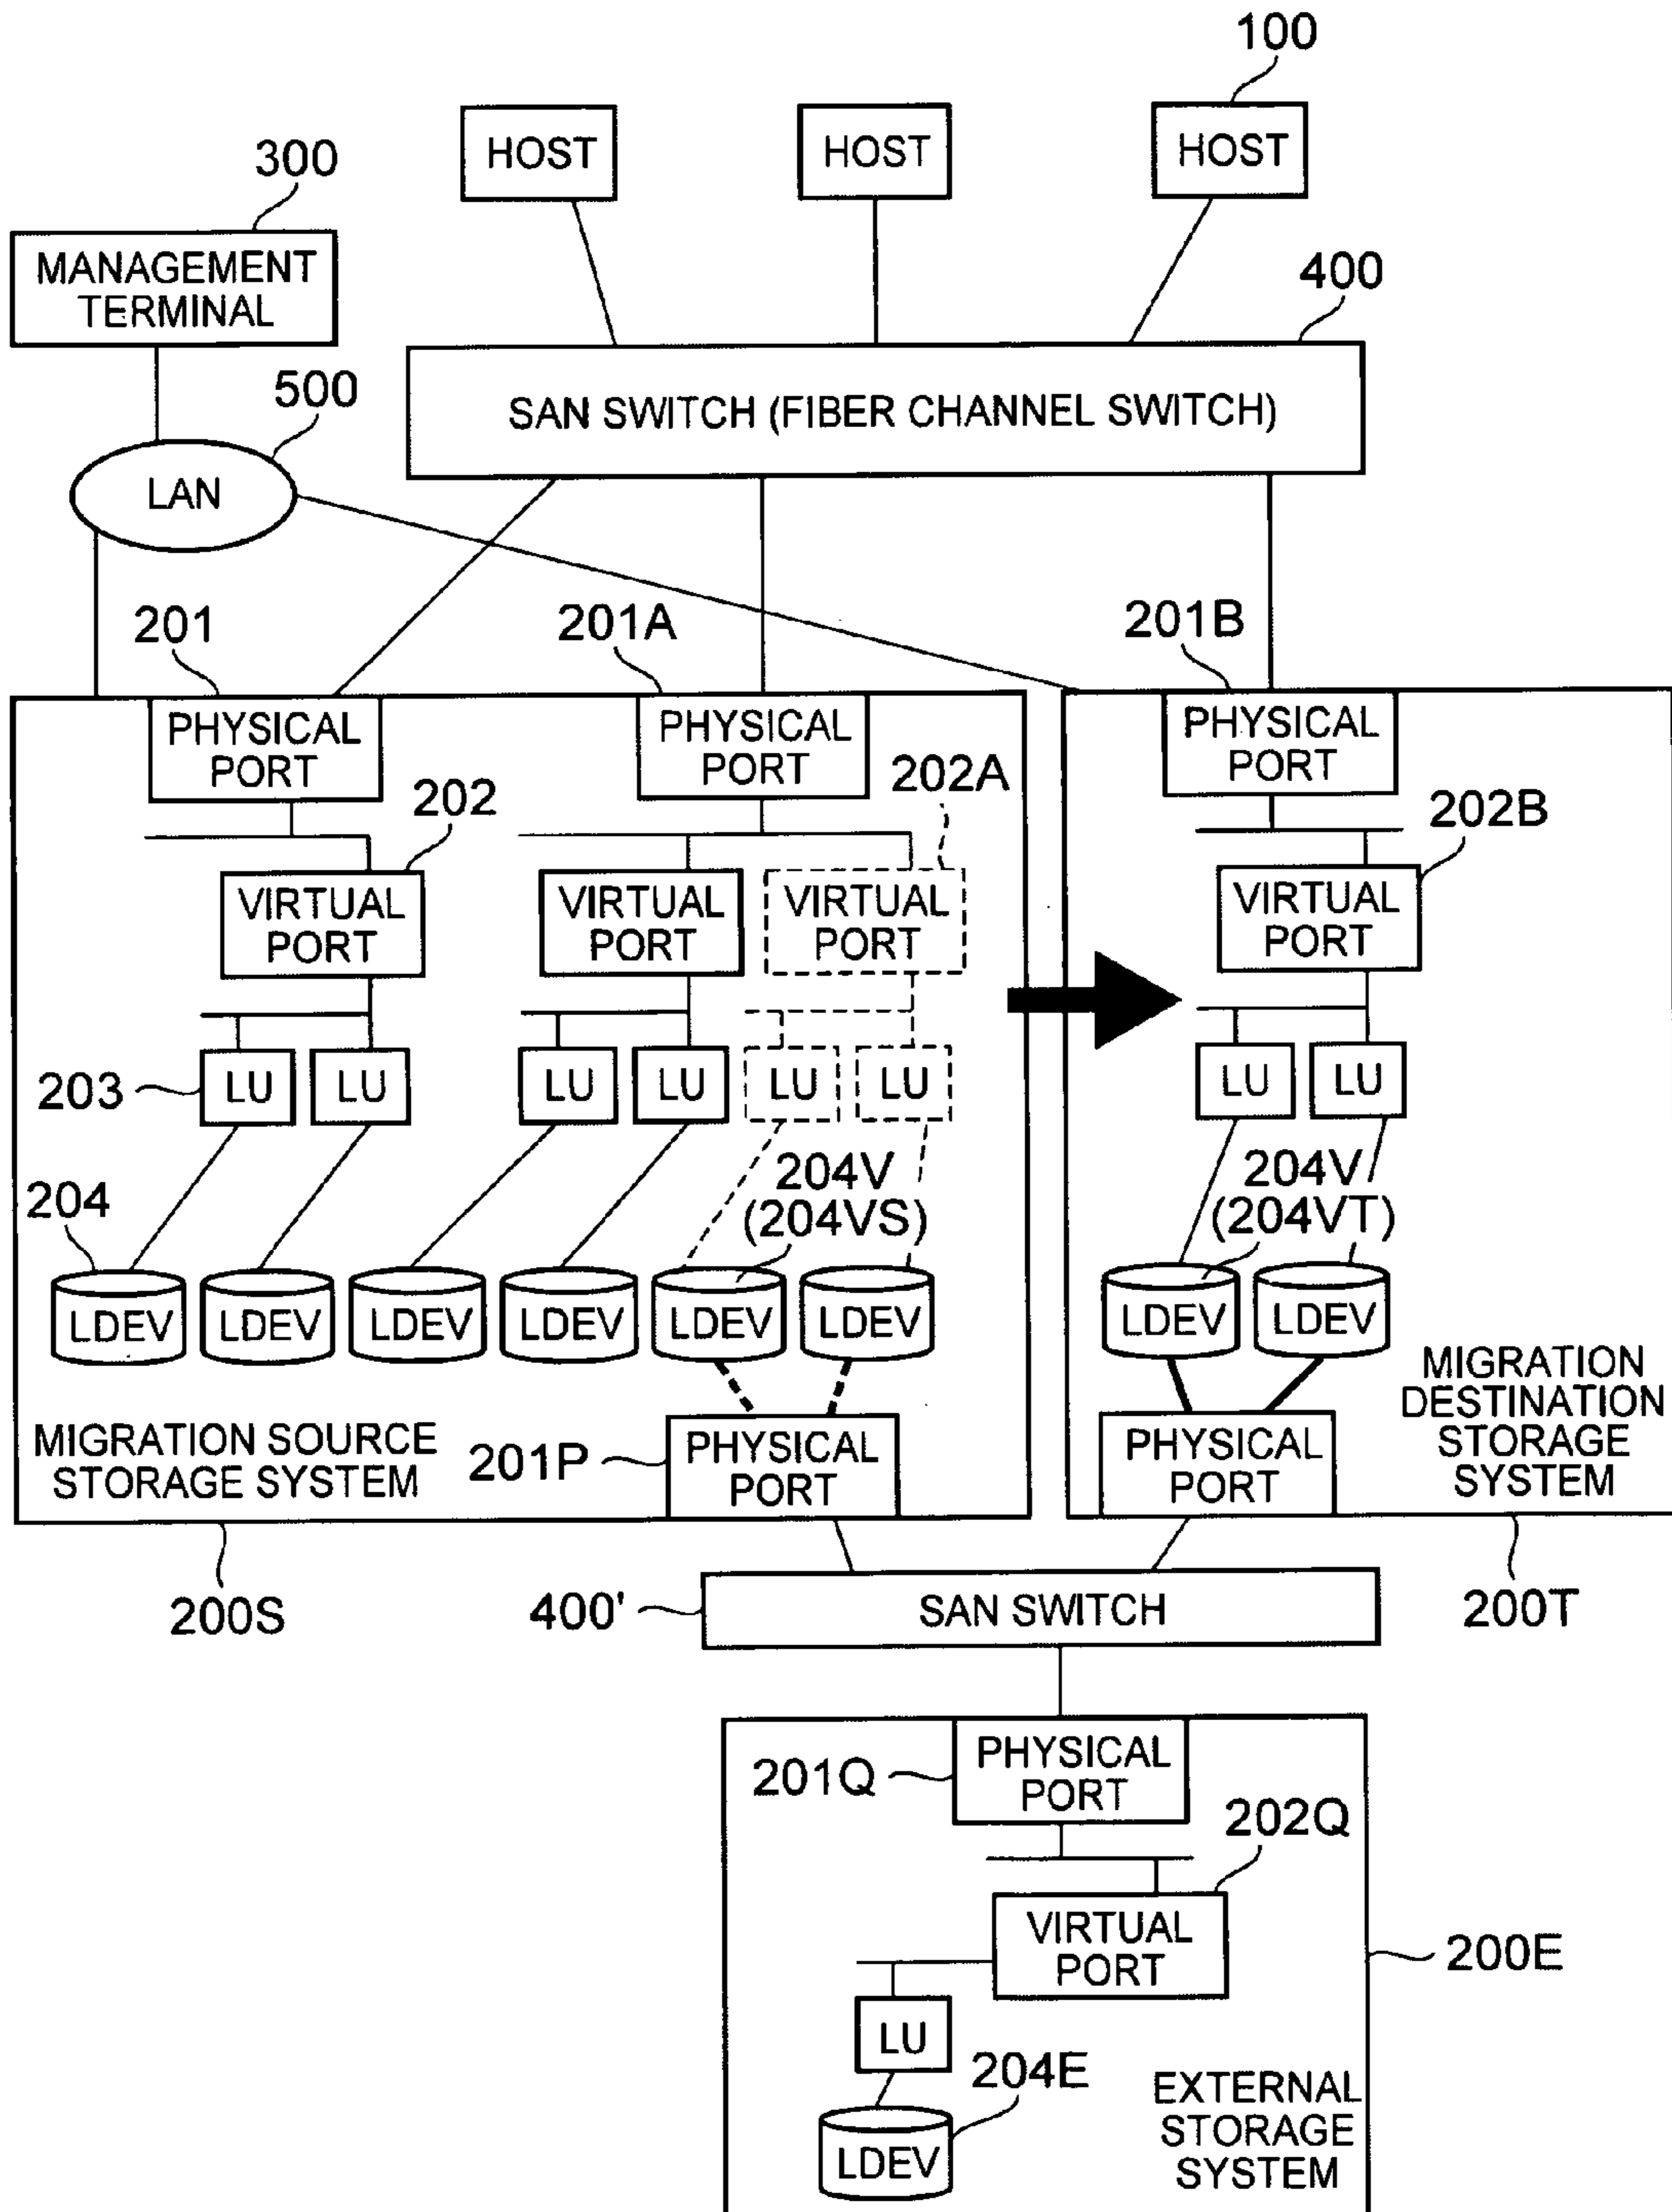 100
HOST
HOST
HOST
300
MANAGEMENT
TERMINAL
400
500
SAN SWITCH (FIBER CHANNEL SWITCH)
LAN
201
201A
201B
PHYSICAL
PORT
PHYSICAL
PORT
PHYSICAL
PORT
202
202A
202B
VIRTUAL
PORT
VIRTUAL
PORT
VIRTUAL
PORT
VIRTUAL
PORT
203
LU
LU
LU
LU
LU
LU
LU
LU
204
204V
(204VS)
204V
(204VT)
LDEV
LDEV
LDEV
LDEV
LDEV
LDEV
LDEV
LDEV
MIGRATION SOURCE
STORAGE SYSTEM
201P
PHYSICAL
PORT
PHYSICAL
PORT
MIGRATION
DESTINATION
STORAGE
SYSTEM
200S
400'
SAN SWITCH
200T
201Q
PHYSICAL
PORT
202Q
VIRTUAL
PORT
200E
LU
204E
LDEV
EXTERNAL
STORAGE
SYSTEM